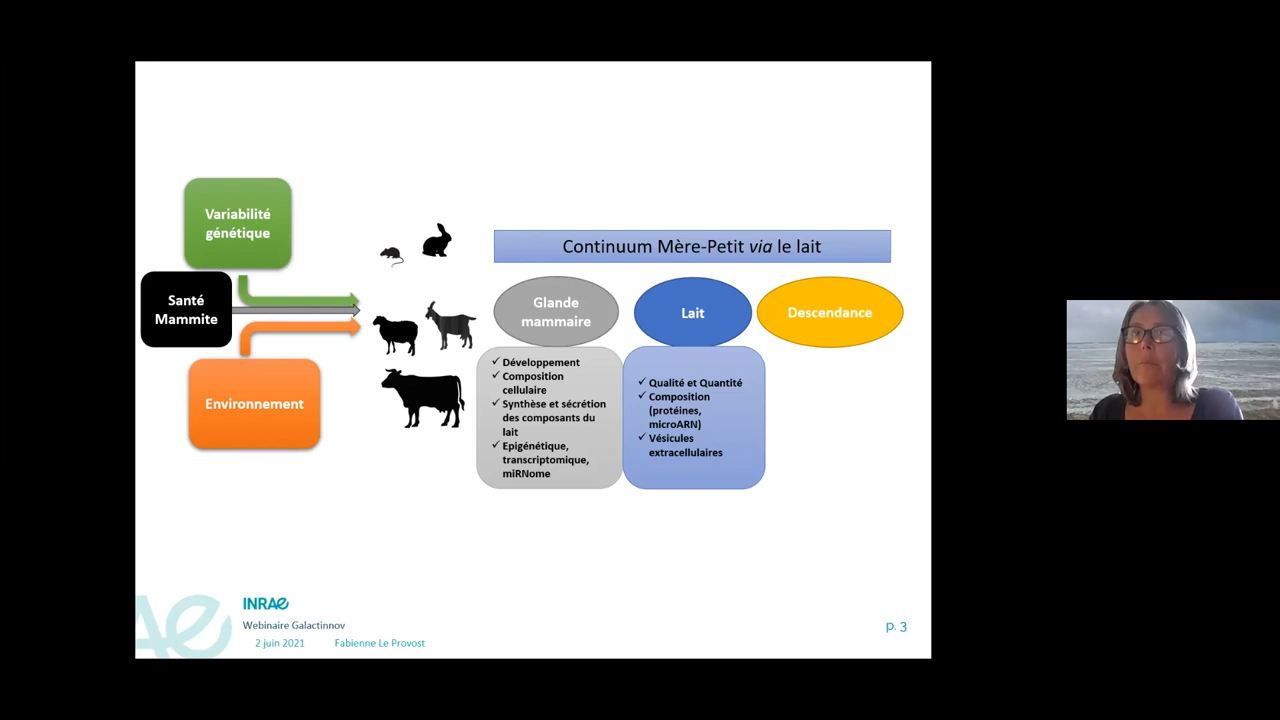 Variabilité
génétique
Santé
Mammite
Environnement
Continuum Mère-Petit via le lait
Glande
mammaire
Lait
Descendance
✓ Développement
✓ Composition
cellulaire
✓ Synthèse et sécrétion
des composants du
lait
✓ Epigénétique,
transcriptomique,
miRNome
✓ Qualité et Quantité
✓ Composition
(protéines,
microARN)
✓ Vésicules
extracellulaires
INRAE
Webinaire Galactinnov
2 juin 2021 Fabienne Le Provost
p. 3